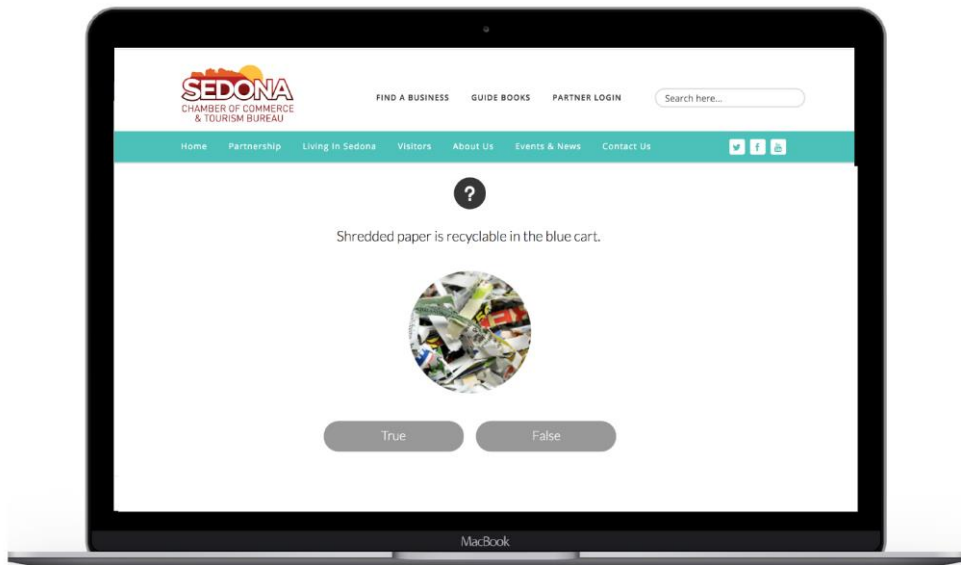 SEDONA
CHAMBER OF COMMERCE
& TOURISM BUREAU
FIND A BUSINESS GUIDE BOOKS PARTNER LOGIN Search here...
Home Partnership Living In Sedona Visitors About Us Events & News Contact Us
?
Shredded paper is recyclable in the blue cart.
True False
MacBook